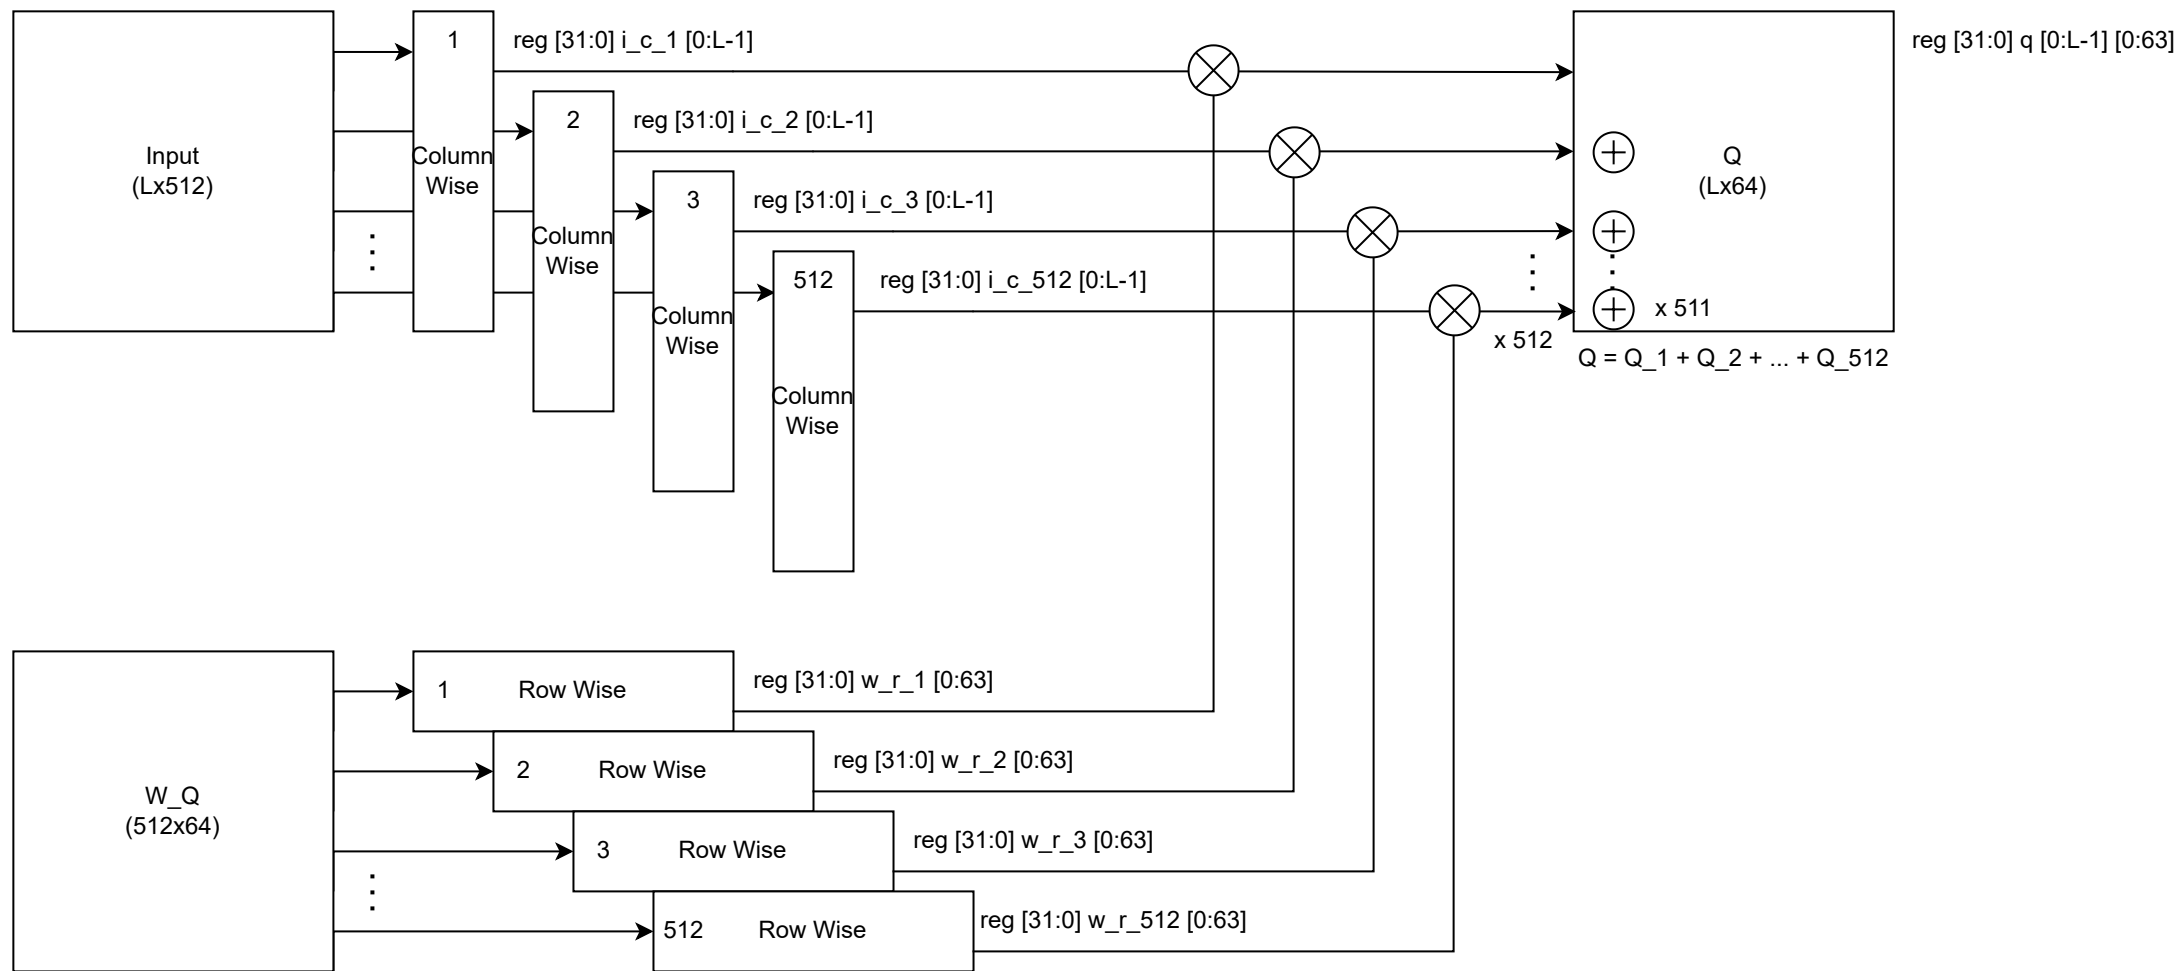 1
reg [31:0] i_c_1 [0:L-1]
reg [31:0] q [0:L-1] [0:63]
2
reg [31:0] i_c_2 [0:L-1]
Input
(Lx512)
Column
Wise
Q
(Lx64)
3
reg [31:0] i_c_3 [0:L-1]
Column
Wise
512
reg [31:0] i_c_512 [0:L-1]
x 511
Column
Wise
x 512
Q = Q_1 + Q_2 + ... + Q_512
Column
Wise
1
Row Wise
reg [31:0] w_r_1 [0:63]
2
Row Wise
reg [31:0] w_r_2 [0:63]
W_Q
(512x64)
3
Row Wise
reg [31:0] w_r_3 [0:63]
512
Row Wise
reg [31:0] w_r_512 [0:63]